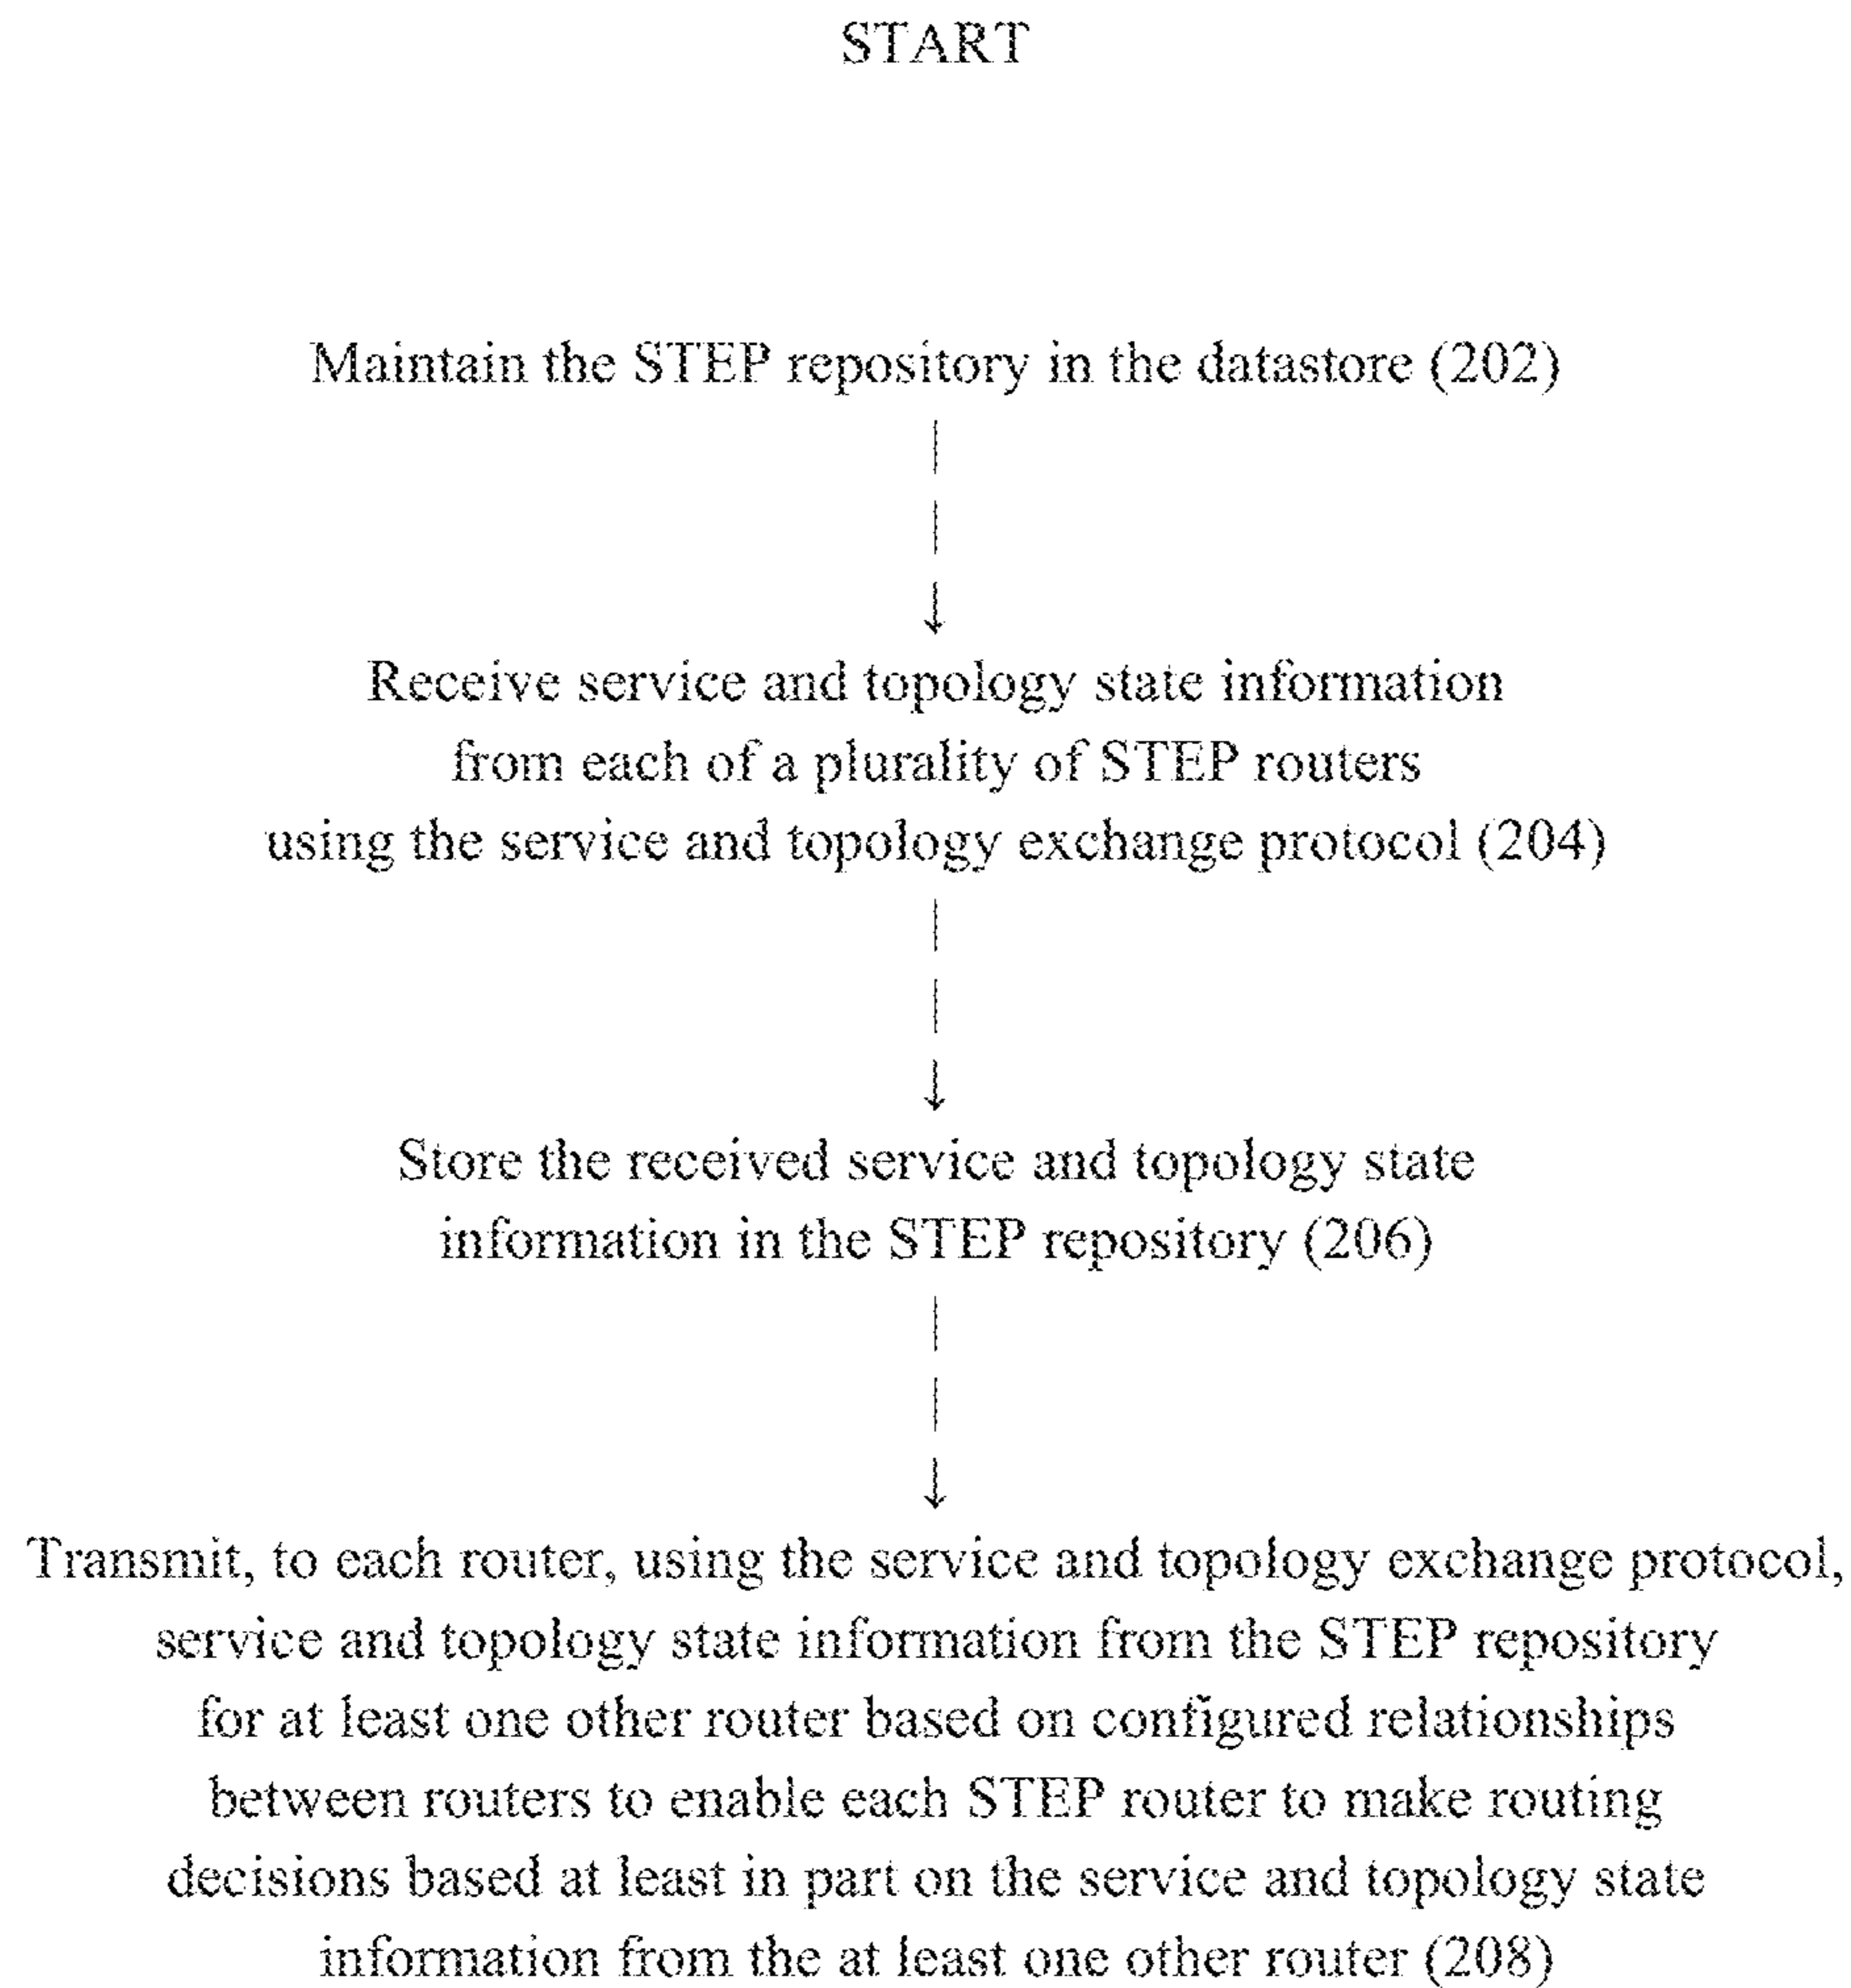 START
Maintain the STEP repository in the datastore (202)
Receive service and topology state information
from each of a plurality of STEP routers
using the service and topology exchange protocol (204)
Store the received service and topology state
information in the STEP repository (206)
Transmit, to each router, using the service and topology exchange protocol,
service and topology state information from the STEP repository
for at least one other router based on configured relationships
between routers to enable each STEP router to make routing
decisions based at least in part on the service and topology state
information from the at least one other router (208)